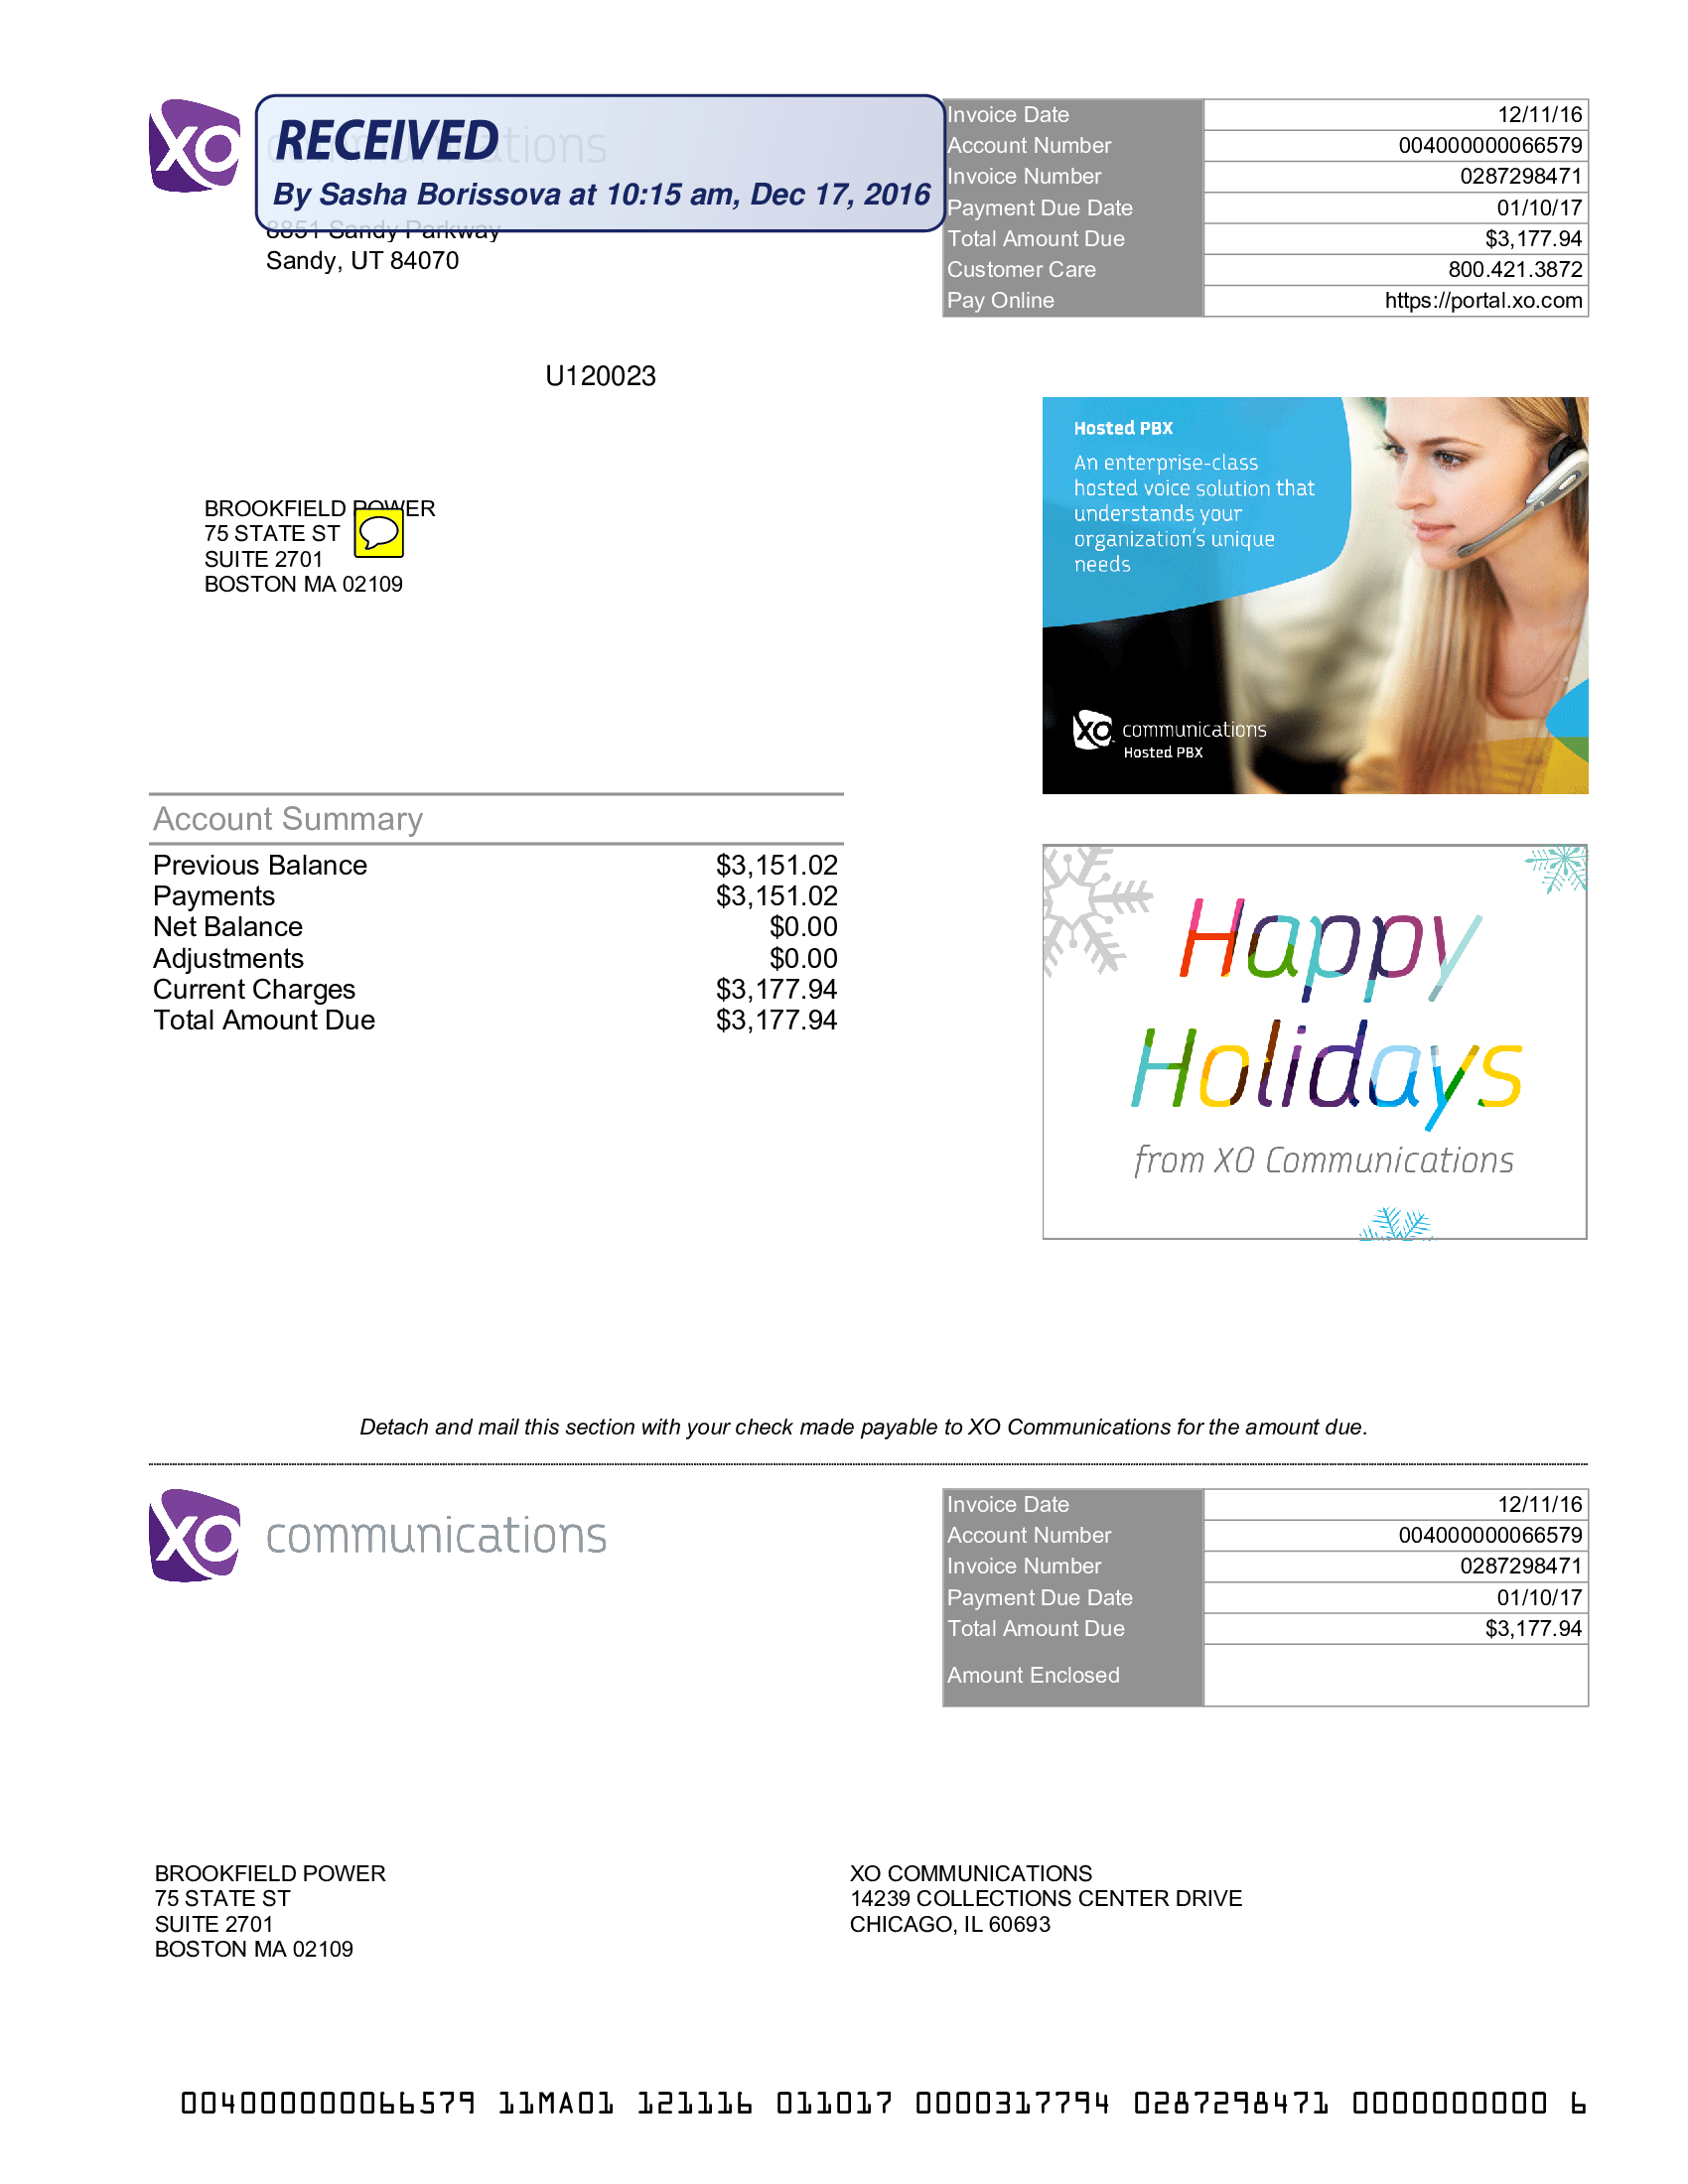 XO communications
RECEIVED
By Sasha Borissova at 10:15 am, Dec 17, 2016
8851 Sandy Parkway
Sandy, UT 84070
Invoice Date 12/11/16
Account Number 004000000066579
Invoice Number 0287298471
Payment Due Date 01/10/17
Total Amount Due $3,177.94
Customer Care 800.421.3872
Pay Online https://portal.xo.com
U120023
BROOKFIELD POWER
75 STATE ST
SUITE 2701
BOSTON MA 02109
Hosted PBX
An enterprise-class
hosted voice solution that
understands your
organization's unique
needs
XO communications
Hosted PBX
Account Summary
Previous Balance $3,151.02
Payments $3,151.02
Net Balance $0.00
Adjustments $0.00
Current Charges $3,177.94
Total Amount Due $3,177.94
Happy
Holidays
from XO Communications
Detach and mail this section with your check made payable to XO Communications for the amount due.
XO communications
Invoice Date 12/11/16
Account Number 004000000066579
Invoice Number 0287298471
Payment Due Date 01/10/17
Total Amount Due $3,177.94
Amount Enclosed
BROOKFIELD POWER
75 STATE ST
SUITE 2701
BOSTON MA 02109
XO COMMUNICATIONS
14239 COLLECTIONS CENTER DRIVE
CHICAGO, IL 60693
004000000066579 11MA01 121116 011017 0000317794 0287298471 0000000000 6